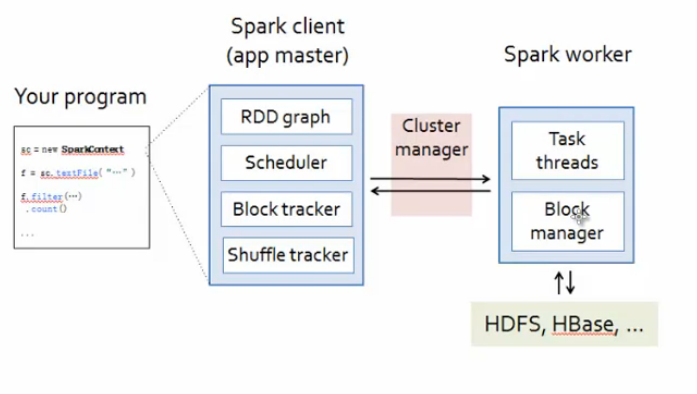 Spark client
(app master)
Spark worker
Your program
sc = new SparkContext
f = sc.textFile("…")
f.filter(…)
.count()
...
RDD graph
Scheduler
Block tracker
Shuffle tracker
Cluster
manager
Task
threads
Block
manager
HDFS, HBase, ...